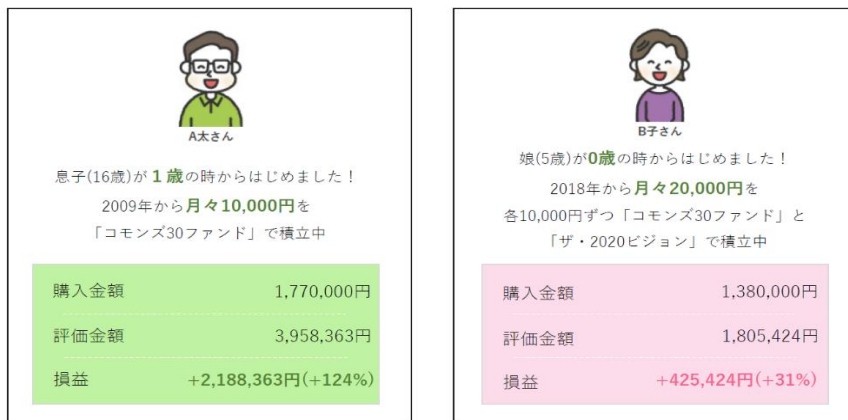 A太さん
息子(16歳)が1歳の時からはじめました！
2009年から月々10,000円を
「コモンズ30ファンド」で積立中
購入金額 1,770,000円
評価金額 3,958,363円
損益 +2,188,363円(+124%)
B子さん
娘(5歳)が0歳の時からはじめました！
2018年から月々20,000円を
各10,000円ずつ「コモンズ30ファンド」と
「ザ・2020ビジョン」で積立中
購入金額 1,380,000円
評価金額 1,805,424円
損益 +425,424円(+31%)